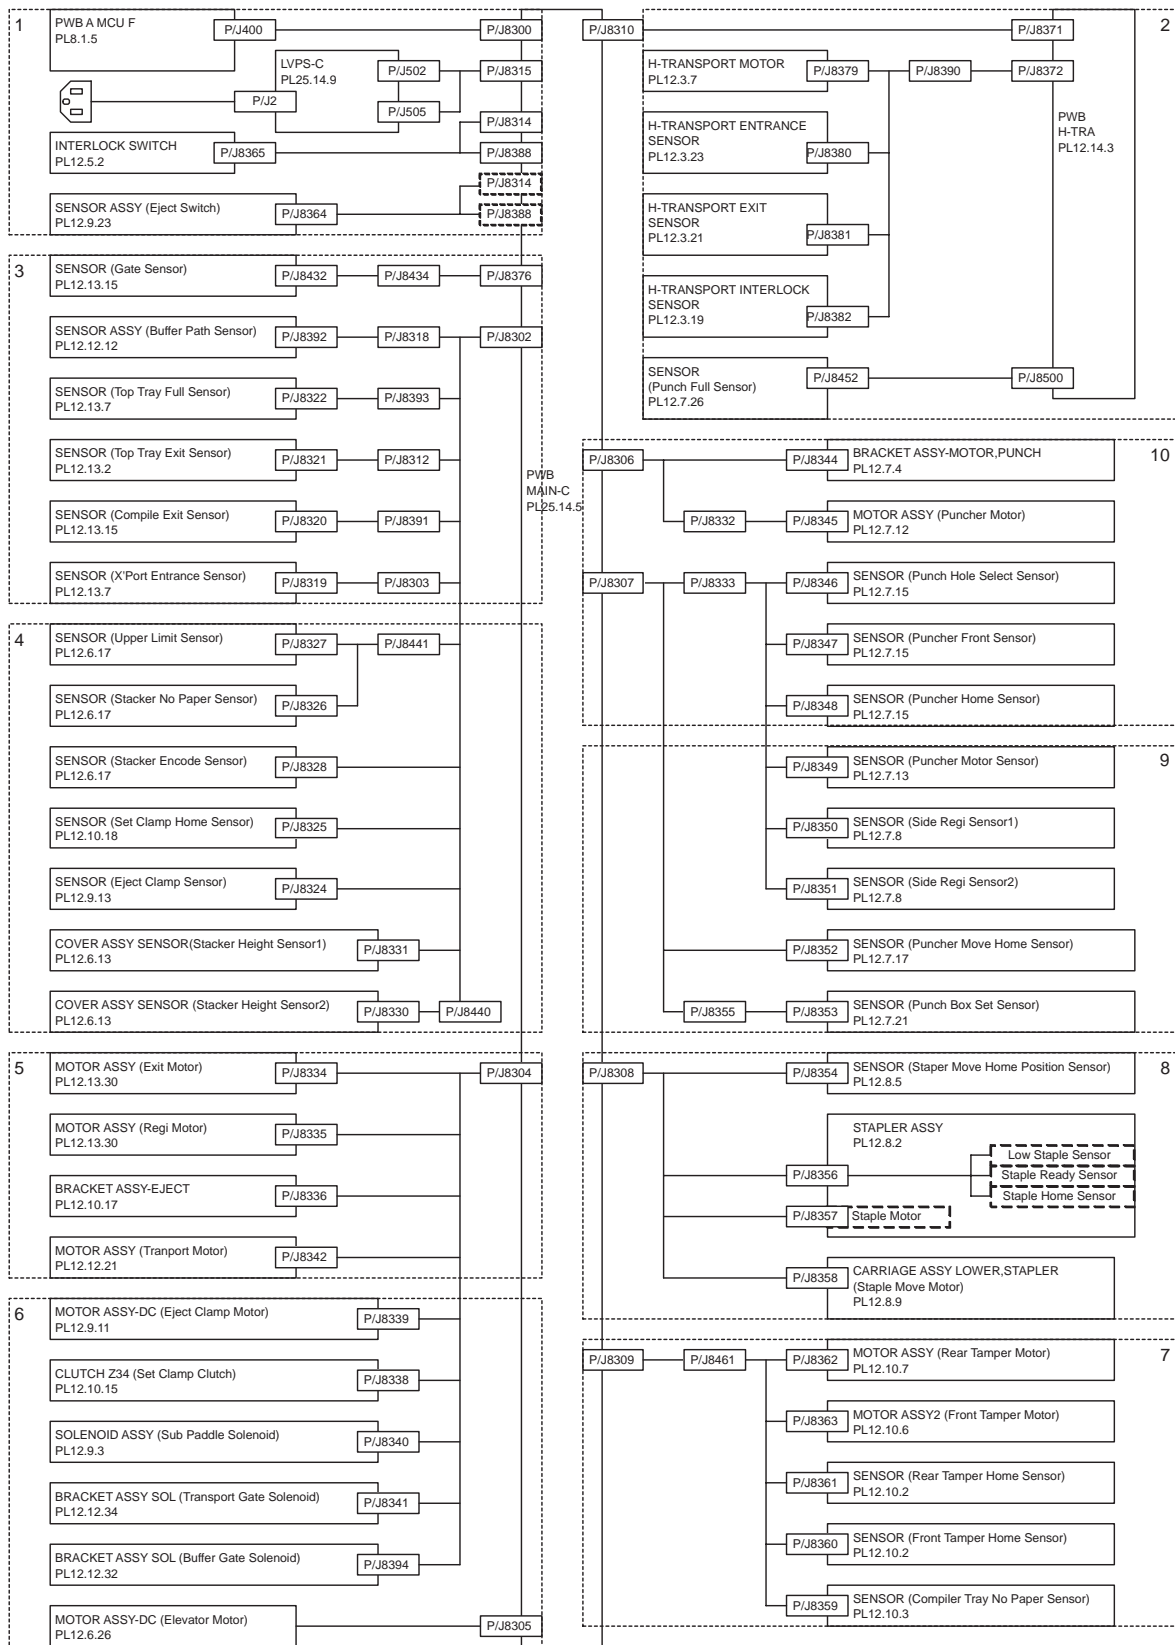 1
PWB A MCU F
PL8.1.5
P/J400
P/J8300
LVPS-C
PL25.14.9
P/J502
P/J8315
P/J2
P/J505
P/J8314
INTERLOCK SWITCH
PL12.5.2
P/J8365
P/J8388
P/J8314
SENSOR ASSY (Eject Switch)
PL12.9.23
P/J8364
P/J8388
3
SENSOR (Gate Sensor)
PL12.13.15
P/J8432
P/J8434
P/J8376
SENSOR ASSY (Buffer Path Sensor)
PL12.12.12
P/J8392
P/J8318
P/J8302
SENSOR (Top Tray Full Sensor)
PL12.13.7
P/J8322
P/J8393
SENSOR (Top Tray Exit Sensor)
PL12.13.2
P/J8321
P/J8312
PWB
MAIN-C
PL25.14.5
SENSOR (Compile Exit Sensor)
PL12.13.15
P/J8320
P/J8391
SENSOR (X'Port Entrance Sensor)
PL12.13.7
P/J8319
P/J8303
4
SENSOR (Upper Limit Sensor)
PL12.6.17
P/J8327
P/J8441
SENSOR (Stacker No Paper Sensor)
PL12.6.17
P/J8326
SENSOR (Stacker Encode Sensor)
PL12.6.17
P/J8328
SENSOR (Set Clamp Home Sensor)
PL12.10.18
P/J8325
SENSOR (Eject Clamp Sensor)
PL12.9.13
P/J8324
COVER ASSY SENSOR(Stacker Height Sensor1)
PL12.6.13
P/J8331
COVER ASSY SENSOR (Stacker Height Sensor2)
PL12.6.13
P/J8330
P/J8440
5
MOTOR ASSY (Exit Motor)
PL12.13.30
P/J8334
P/J8304
MOTOR ASSY (Regi Motor)
PL12.13.30
P/J8335
BRACKET ASSY-EJECT
PL12.10.17
P/J8336
MOTOR ASSY (Tranport Motor)
PL12.12.21
P/J8342
6
MOTOR ASSY-DC (Eject Clamp Motor)
PL12.9.11
P/J8339
CLUTCH Z34 (Set Clamp Clutch)
PL12.10.15
P/J8338
SOLENOID ASSY (Sub Paddle Solenoid)
PL12.9.3
P/J8340
BRACKET ASSY SOL (Transport Gate Solenoid)
PL12.12.34
P/J8341
BRACKET ASSY SOL (Buffer Gate Solenoid)
PL12.12.32
P/J8394
MOTOR ASSY-DC (Elevator Motor)
PL12.6.26
P/J8305
2
P/J8310
P/J8371
H-TRANSPORT MOTOR
PL12.3.7
P/J8379
P/J8390
P/J8372
PWB
H-TRA
PL12.14.3
H-TRANSPORT ENTRANCE
SENSOR
PL12.3.23
P/J8380
H-TRANSPORT EXIT
SENSOR
PL12.3.21
P/J8381
H-TRANSPORT INTERLOCK
SENSOR
PL12.3.19
P/J8382
SENSOR
(Punch Full Sensor)
PL12.7.26
P/J8452
P/J8500
10
P/J8306
P/J8344
BRACKET ASSY-MOTOR,PUNCH
PL12.7.4
P/J8332
P/J8345
MOTOR ASSY (Puncher Motor)
PL12.7.12
P/J8307
P/J8333
P/J8346
SENSOR (Punch Hole Select Sensor)
PL12.7.15
P/J8347
SENSOR (Puncher Front Sensor)
PL12.7.15
P/J8348
SENSOR (Puncher Home Sensor)
PL12.7.15
9
P/J8349
SENSOR (Puncher Motor Sensor)
PL12.7.13
P/J8350
SENSOR (Side Regi Sensor1)
PL12.7.8
P/J8351
SENSOR (Side Regi Sensor2)
PL12.7.8
P/J8352
SENSOR (Puncher Move Home Sensor)
PL12.7.17
P/J8355
P/J8353
SENSOR (Punch Box Set Sensor)
PL12.7.21
8
P/J8308
P/J8354
SENSOR (Staper Move Home Position Sensor)
PL12.8.5
STAPLER ASSY
PL12.8.2
Low Staple Sensor
P/J8356
Staple Ready Sensor
Staple Home Sensor
P/J8357
Staple Motor
P/J8358
CARRIAGE ASSY LOWER,STAPLER
(Staple Move Motor)
PL12.8.9
7
P/J8309
P/J8461
P/J8362
MOTOR ASSY (Rear Tamper Motor)
PL12.10.7
P/J8363
MOTOR ASSY2 (Front Tamper Motor)
PL12.10.6
P/J8361
SENSOR (Rear Tamper Home Sensor)
PL12.10.2
P/J8360
SENSOR (Front Tamper Home Sensor)
PL12.10.2
P/J8359
SENSOR (Compiler Tray No Paper Sensor)
PL12.10.3